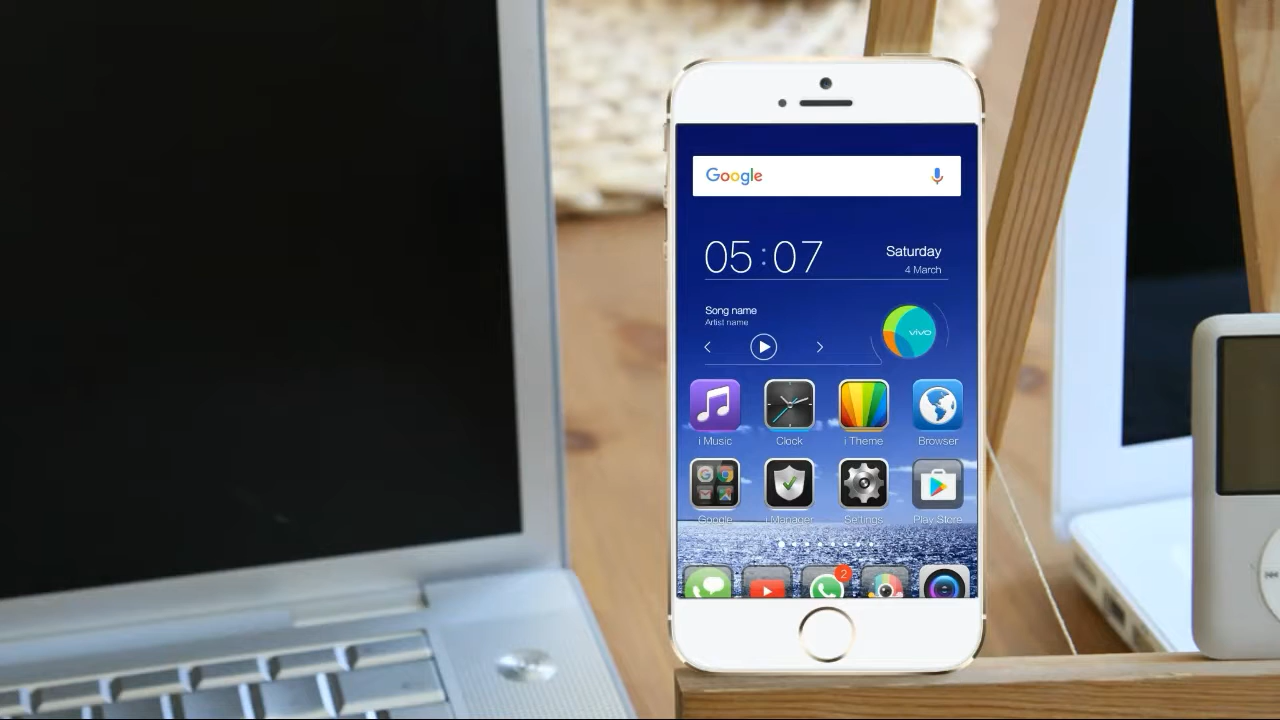 Google
05:07
Saturday
4 March
Song name
Artist name
vivo
i Music
Clock
i Theme
Browser
Google
i Manager
Settings
Play Store
2